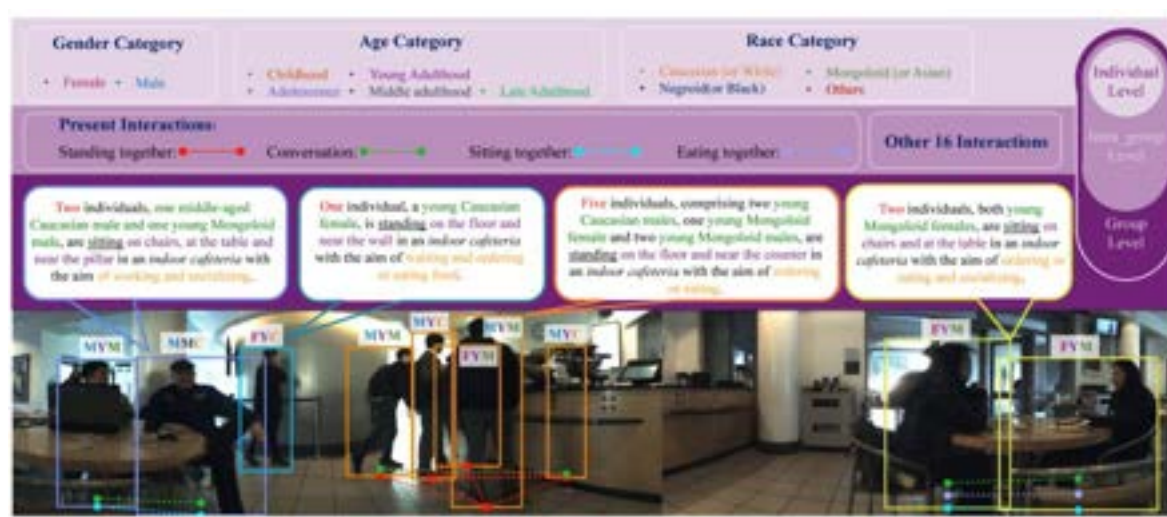 Gender Category
• Female • Male
Age Category
• Childhood • Young Adulthood
• Adolescence • Middle adulthood • Late Adulthood
Race Category
• Caucasian (or White) • Mongoloid (or Asian)
• Negroid(or Black) • Others
Individual
Level
Intra_group
Level
Group
Level
Present Interactions:
Standing together: Conversation: Sitting together: Eating together:
Other 16 Interactions
Two individuals, one middle-aged
Caucasian male and one young Mongoloid
male, are sitting on chairs, at the table and
near the pillar in an indoor cafeteria with
the aim of working and socializing.
One individual, a young Caucasian
female, is standing on the floor and
near the wall in an indoor cafeteria
with the aim of waiting and ordering
or eating food.
Five individuals, comprising two young
Caucasian males, one young Mongoloid
female and two young Mongoloid males, are
standing on the floor and near the counter in
an indoor cafeteria with the aim of ordering
or eating.
Two individuals, both young
Mongoloid females, are sitting on
chairs and at the table in an indoor
cafeteria with the aim of ordering or
eating and socializing.
MYM
MMC
FYC
MYM
MYC
MYM
FYM
MYC
FYM
FYM